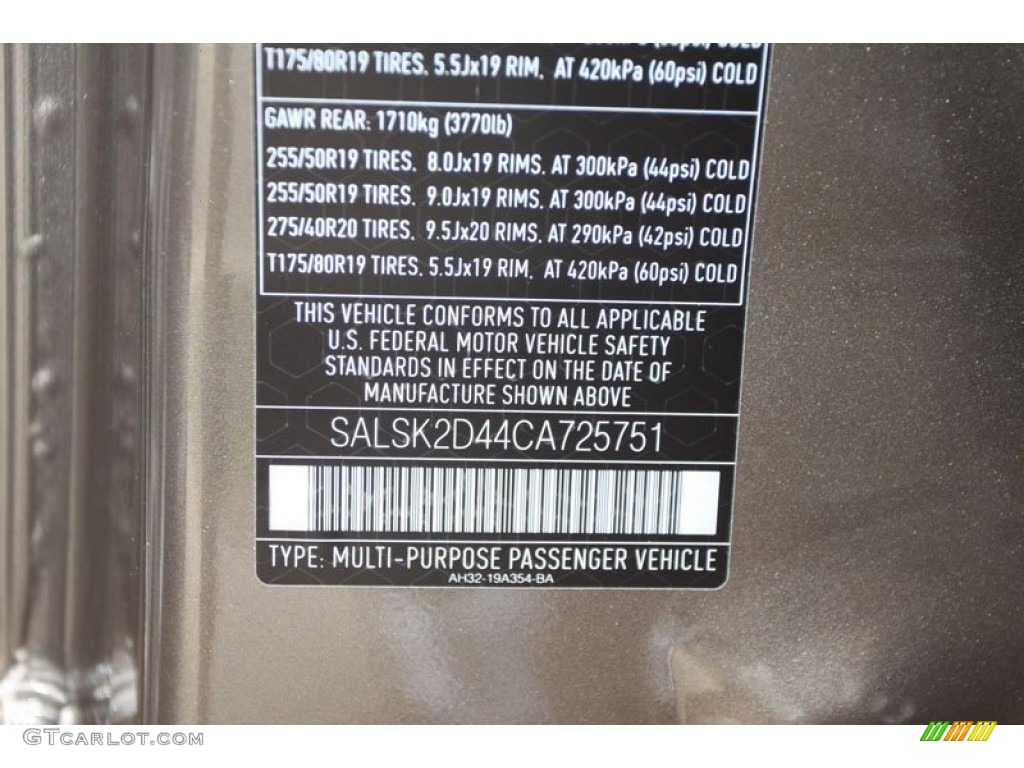 T175/80R19 TIRES. 5.5Jx19 RIM. AT 420kPa (60psi) COLD
GAWR REAR: 1710kg (3770lb)
255/50R19 TIRES. 8.0Jx19 RIMS. AT 300kPa (44psi) COLD
255/50R19 TIRES. 9.0Jx19 RIMS. AT 300kPa (44psi) COLD
275/40R20 TIRES. 9.5Jx20 RIMS. AT 290kPa (42psi) COLD
T175/80R19 TIRES. 5.5Jx19 RIM. AT 420kPa (60psi) COLD
THIS VEHICLE CONFORMS TO ALL APPLICABLE
U.S. FEDERAL MOTOR VEHICLE SAFETY
STANDARDS IN EFFECT ON THE DATE OF
MANUFACTURE SHOWN ABOVE
SALSK2D44CA725751
TYPE: MULTI-PURPOSE PASSENGER VEHICLE
AH32-19A354-BA
GTCarLot.com